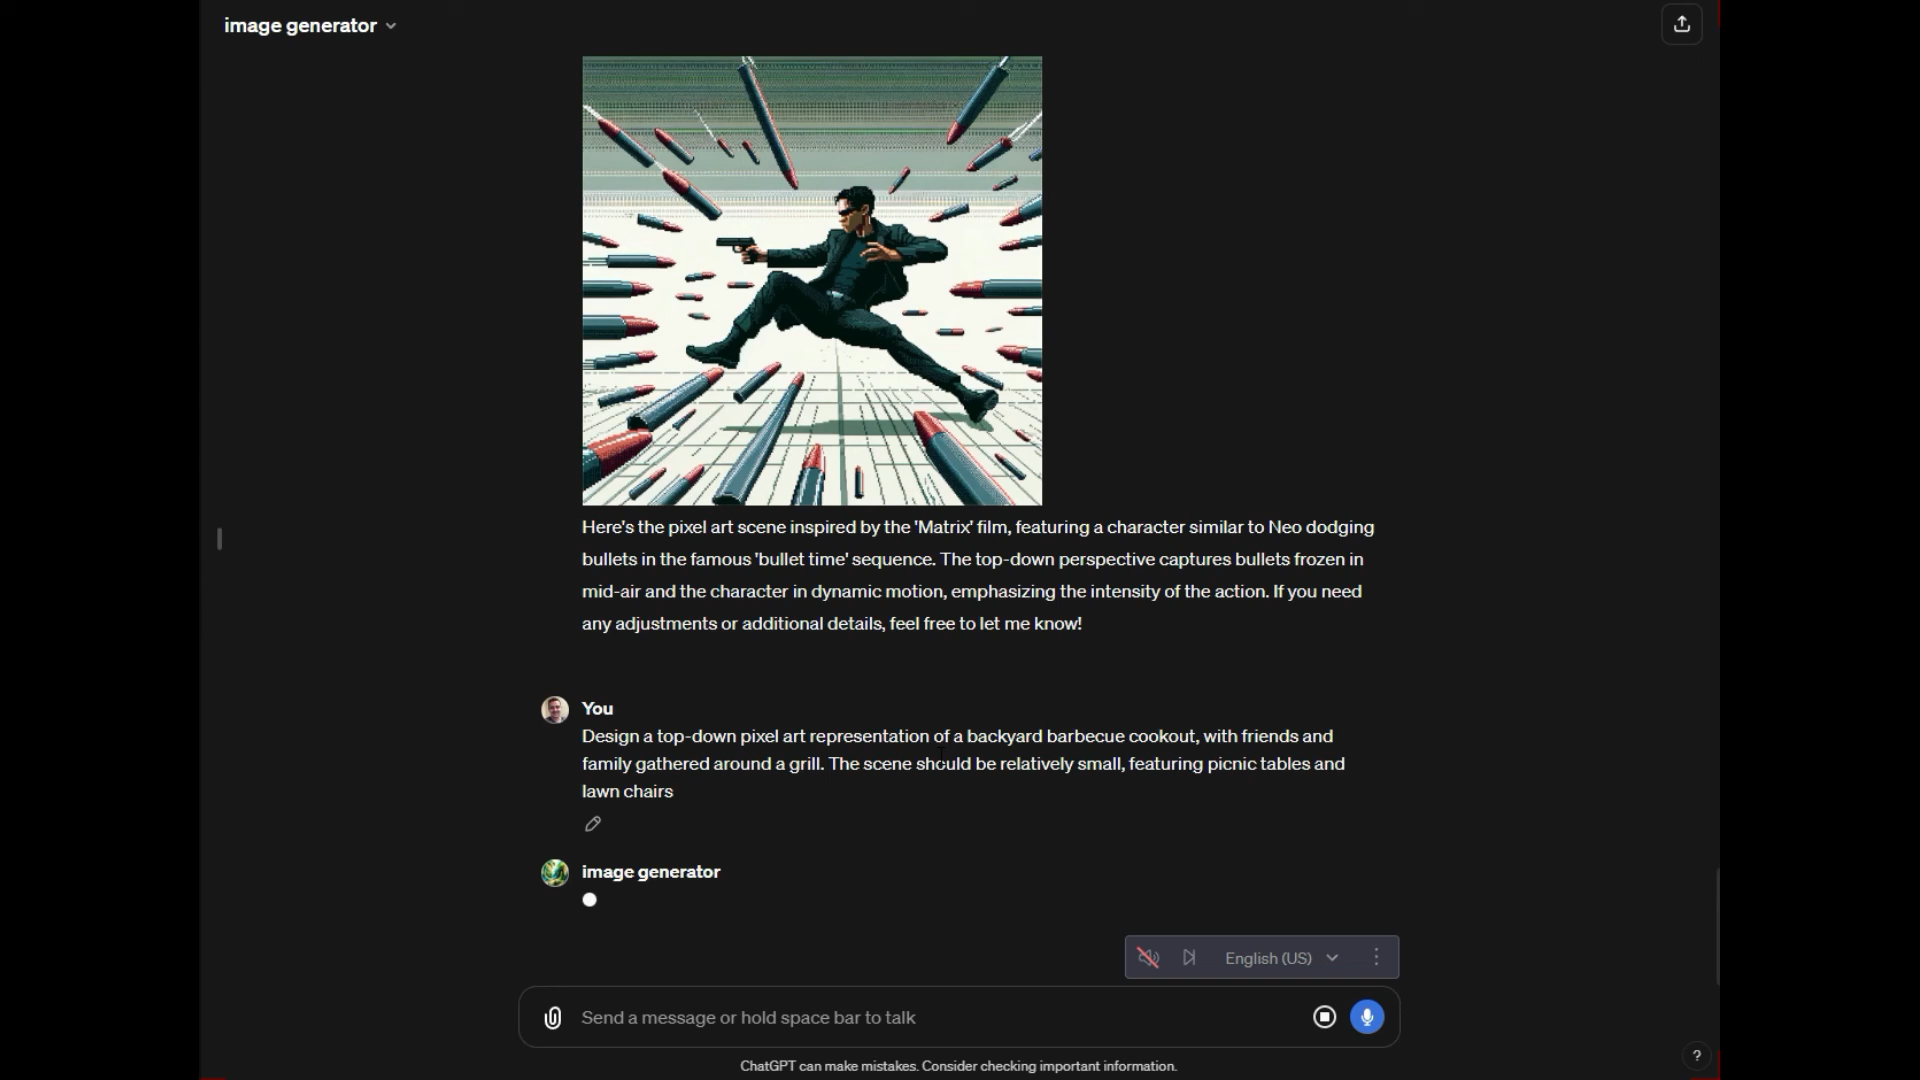 image generator
Here's the pixel art scene inspired by the 'Matrix' film, featuring a character similar to Neo dodging
bullets in the famous 'bullet time' sequence. The top-down perspective captures bullets frozen in
mid-air and the character in dynamic motion, emphasizing the intensity of the action. If you need
any adjustments or additional details, feel free to let me know!
You
Design a top-down pixel art representation of a backyard barbecue cookout, with friends and
family gathered around a grill. The scene should be relatively small, featuring picnic tables and
lawn chairs
image generator
English (US)
Send a message or hold space bar to talk
ChatGPT can make mistakes. Consider checking important information.
?